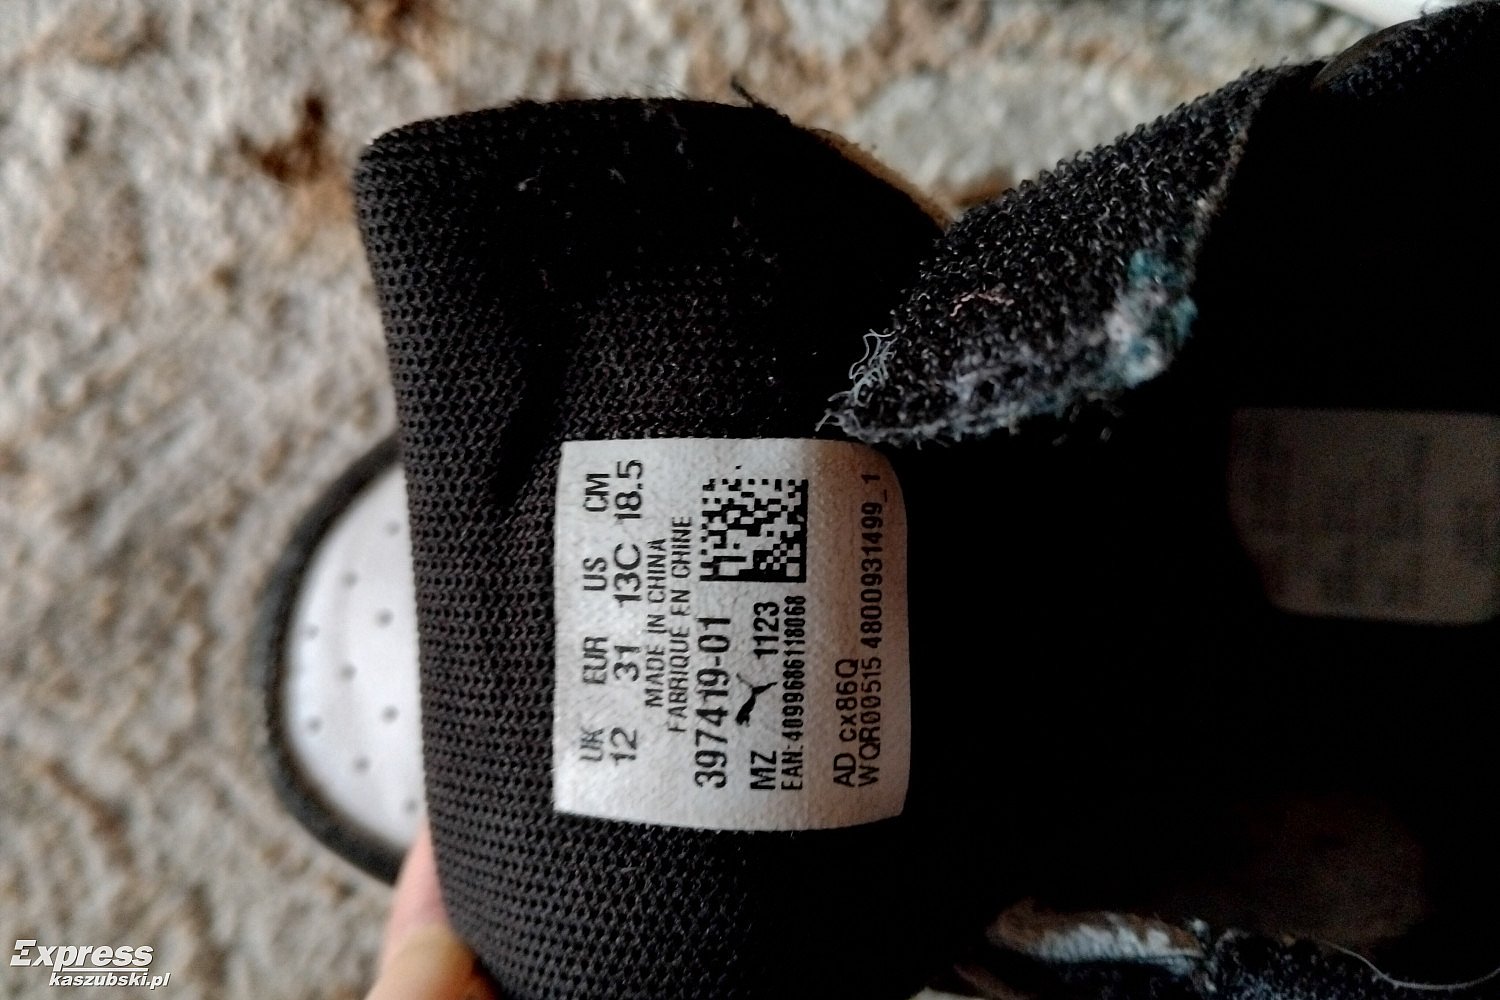 UK EUR US CM
12 31 13C 18.5
MADE IN CHINA
FABRIQUE EN CHINE
397419-01
MZ 1123
EAN: 4099686118068
AD cx86Q
WQR00515 4800931499_1
Express
kaszubski.pl